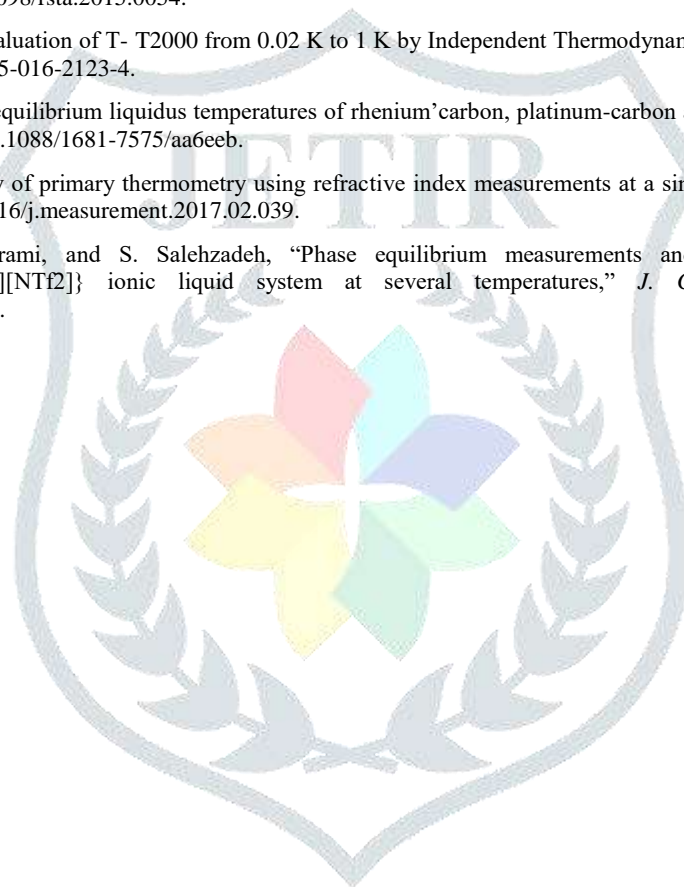 398/rsta.2015.0054.
aluation of T- T2000 from 0.02 K to 1 K by Independent Thermodynam
5-016-2123-4.
equilibrium liquidus temperatures of rhenium’carbon, platinum-carbon
.1088/1681-7575/aa6eeb.
y of primary thermometry using refractive index measurements at a sin
16/j.measurement.2017.02.039.
rami, and S. Salehzadeh, “Phase equilibrium measurements an
][NTf2]} ionic liquid system at several temperatures,” J.
.
JETIR